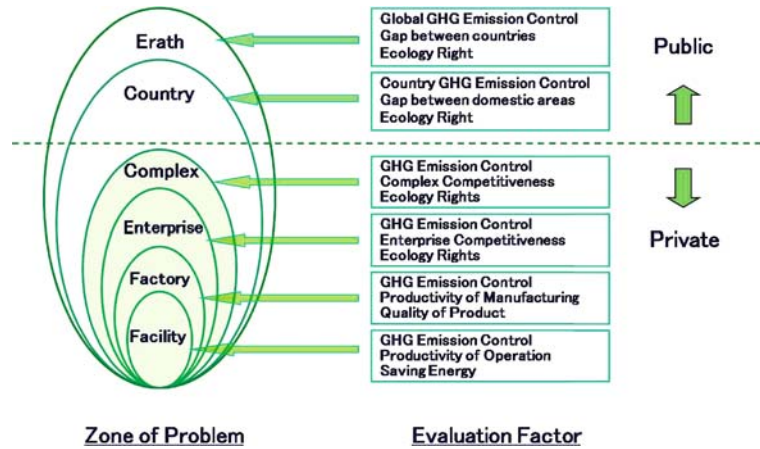 Erath
Global GHG Emission Control
Gap between countries
Ecology Right
Public
Country
Country GHG Emission Control
Gap between domestic areas
Ecology Right
Complex
GHG Emission Control
Complex Competitiveness
Ecology Rights
Enterprise
GHG Emission Control
Enterprise Competitiveness
Ecology Rights
Private
Factory
GHG Emission Control
Productivity of Manufacturing
Quality of Product
Facility
GHG Emission Control
Productivity of Operation
Saving Energy
Zone of Problem
Evaluation Factor